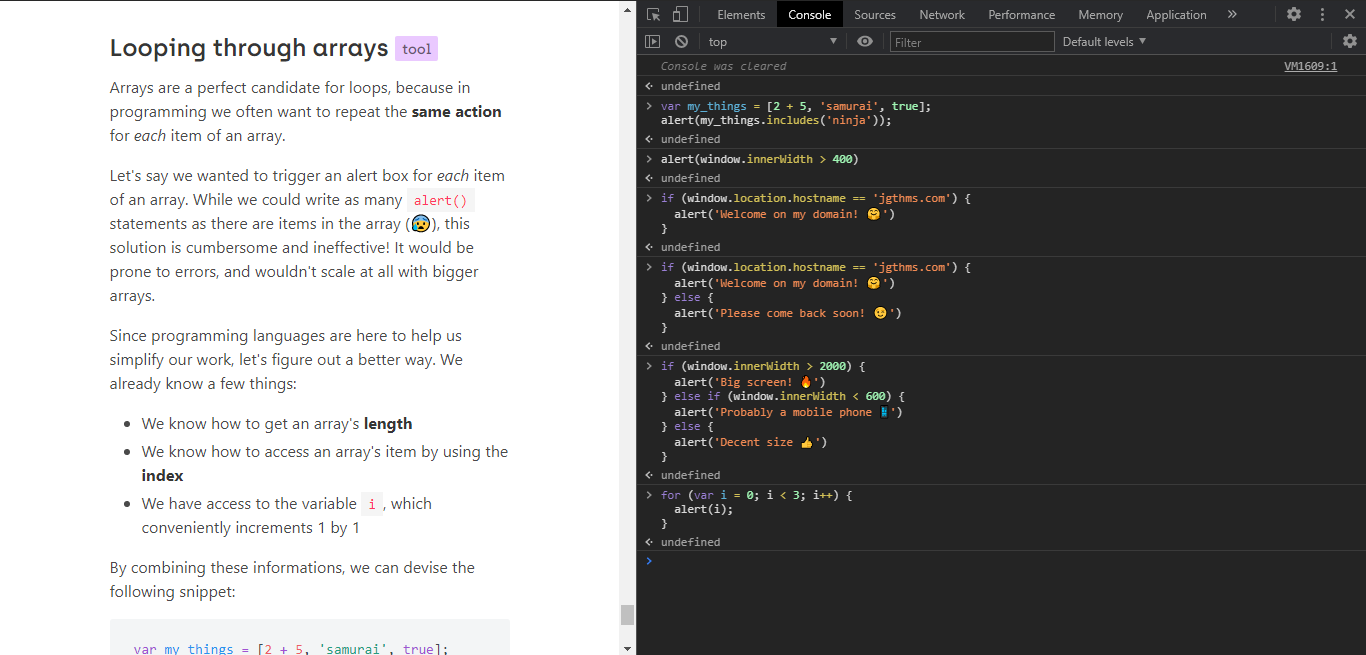 Looping through arrays tool
Arrays are a perfect candidate for loops, because in
programming we often want to repeat the same action
for each item of an array.
Let's say we wanted to trigger an alert box for each item
of an array. While we could write as many alert()
statements as there are items in the array (😰), this
solution is cumbersome and ineffective! It would be
prone to errors, and wouldn't scale at all with bigger
arrays.
Since programming languages are here to help us
simplify our work, let's figure out a better way. We
already know a few things:
• We know how to get an array's length
• We know how to access an array's item by using the
index
• We have access to the variable i, which
conveniently increments 1 by 1
By combining these informations, we can devise the
following snippet:
var my_things = [2 + 5, 'samurai', true];
Elements Console Sources Network Performance Memory Application »
top Filter Default levels
Console was cleared VM1609:1
undefined
var my_things = [2 + 5, 'samurai', true];
alert(my_things.includes('ninja'));
undefined
alert(window.innerWidth > 400)
undefined
if (window.location.hostname == 'jgthms.com') {
alert('Welcome on my domain! 🤗')
}
undefined
if (window.location.hostname == 'jgthms.com') {
alert('Welcome on my domain! 🤗')
} else {
alert('Please come back soon! 😉')
}
undefined
if (window.innerWidth > 2000) {
alert('Big screen! 🔥')
} else if (window.innerWidth < 600) {
alert('Probably a mobile phone 📱')
} else {
alert('Decent size 👍')
}
undefined
for (var i = 0; i < 3; i++) {
alert(i);
}
undefined